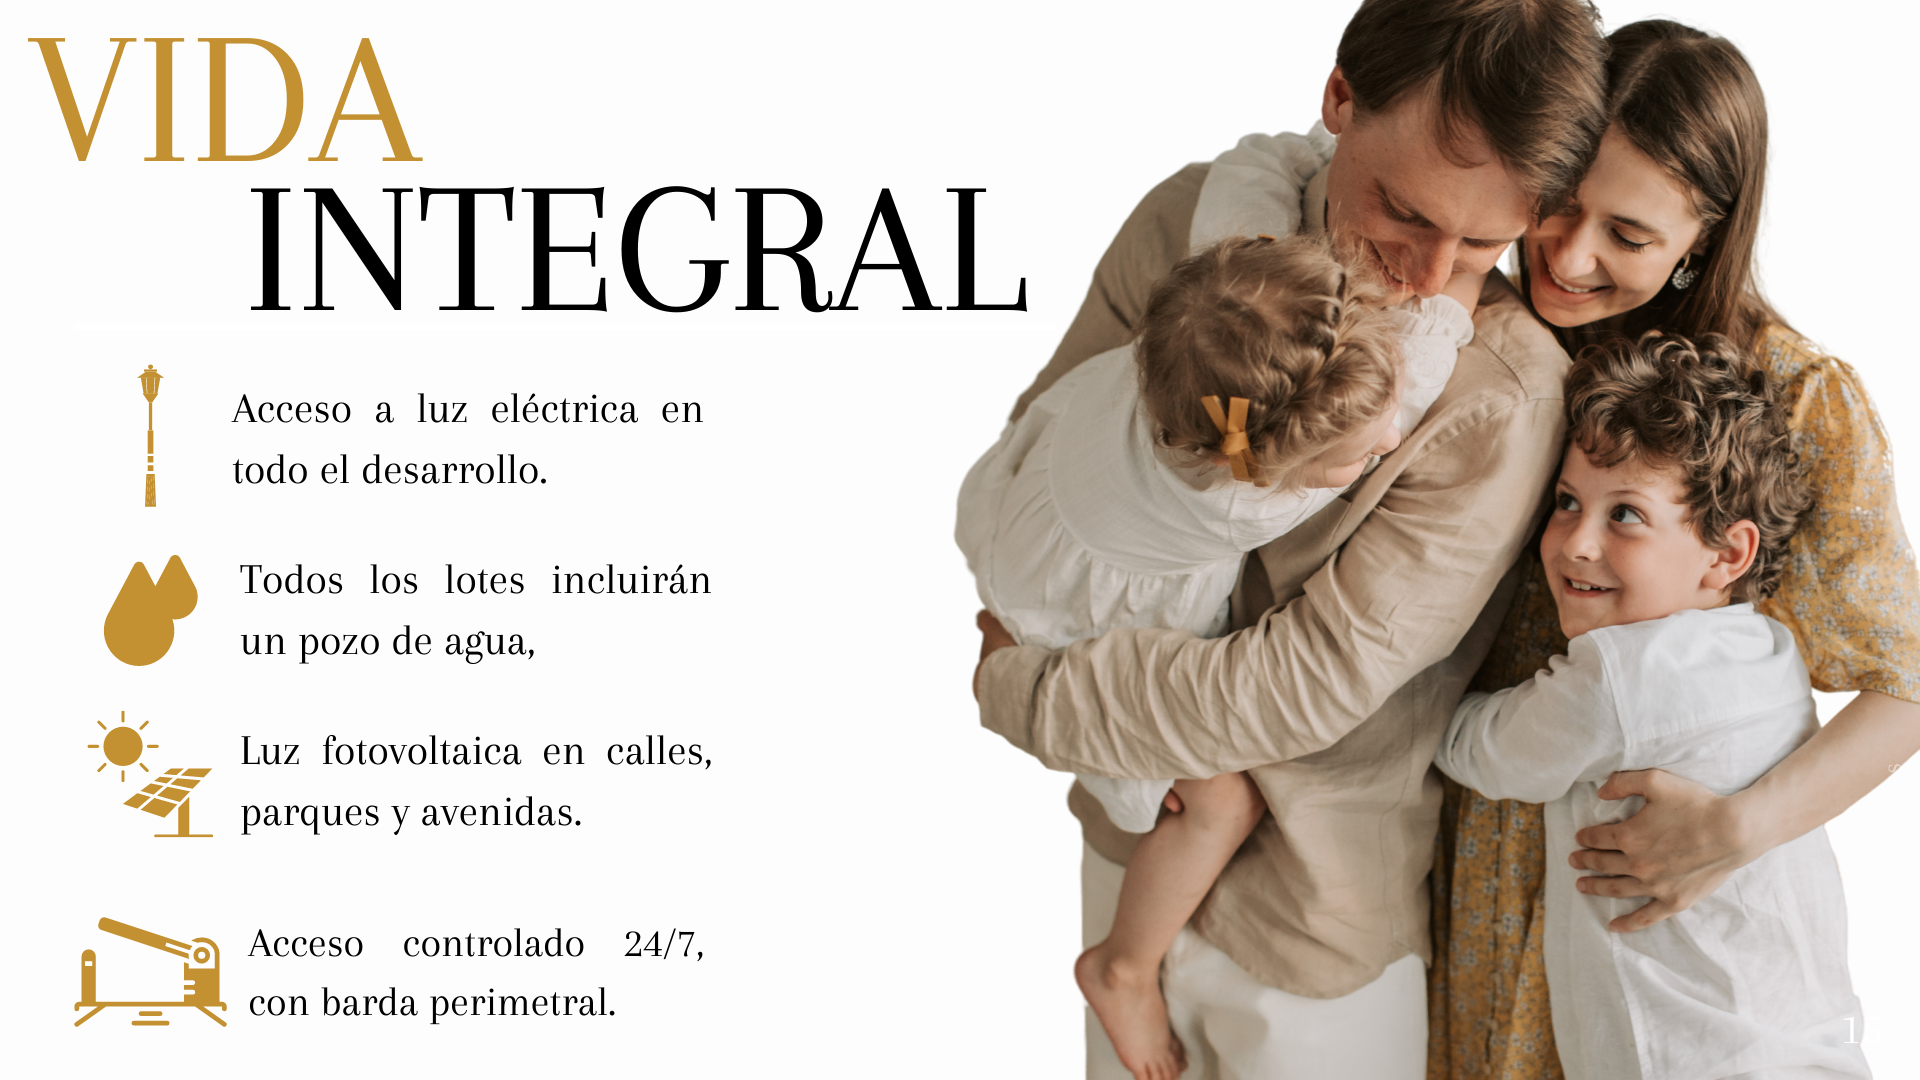 VIDA
INTEGRAL
Acceso a luz eléctrica en
todo el desarrollo.
Todos los lotes incluirán
un pozo de agua,
Luz fotovoltaica en calles,
parques y avenidas.
Acceso controlado 24/7,
con barda perimetral.